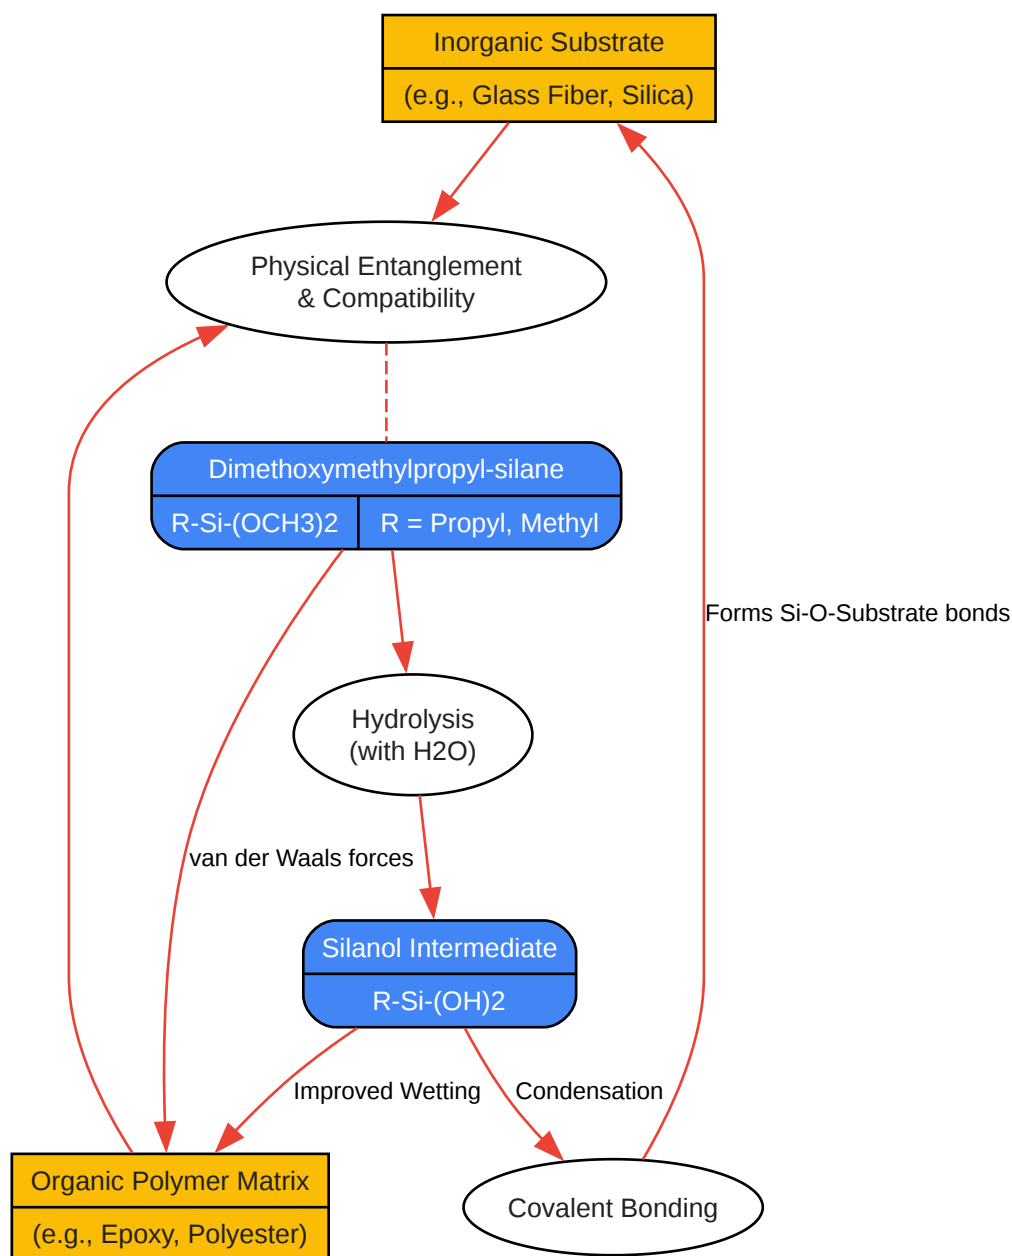 Inorganic Substrate
(e.g., Glass Fiber, Silica)
Physical Entanglement
& Compatibility
Dimethoxymethylpropyl-silane
R-Si-(OCH3)2
R = Propyl, Methyl
Forms Si-O-Substrate bonds
Hydrolysis
(with H2O)
van der Waals forces
Silanol Intermediate
R-Si-(OH)2
Improved Wetting
Condensation
Organic Polymer Matrix
(e.g., Epoxy, Polyester)
Covalent Bonding